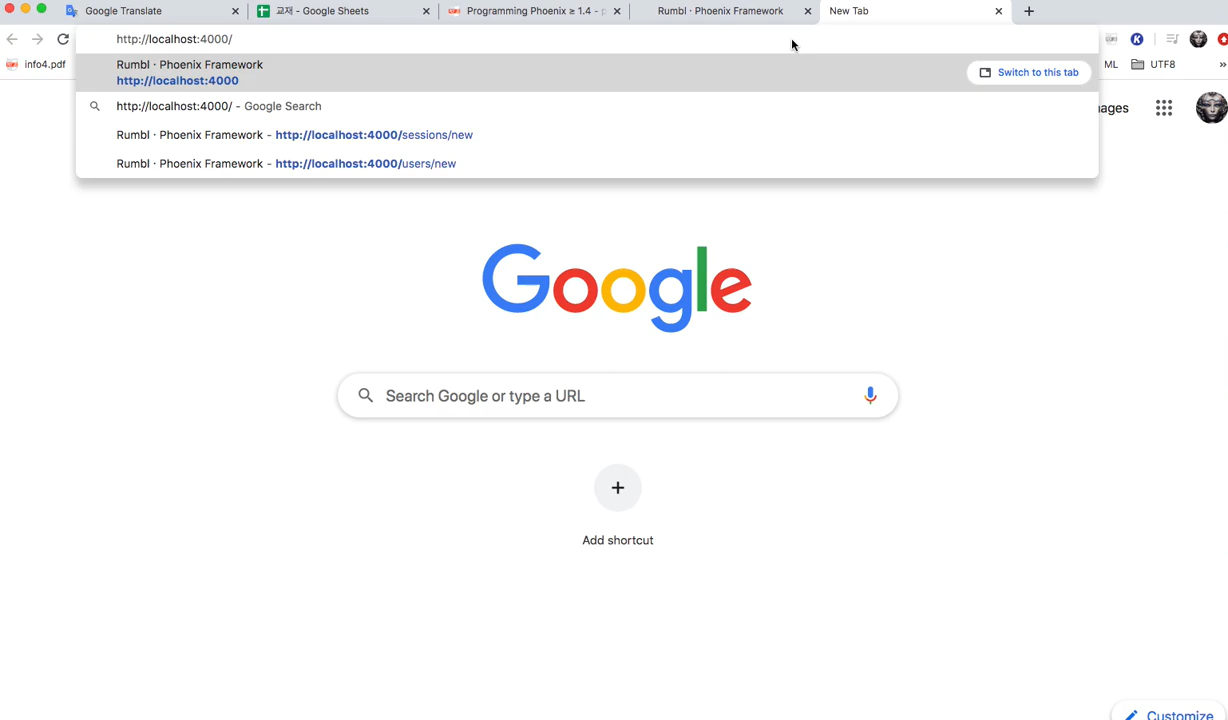 Google Translate
교재 - Google Sheets
Programming Phoenix ≥ 1.4 -
Rumbl · Phoenix Framework
New Tab
http://localhost:4000/
info4.pdf
Rumbl · Phoenix Framework
http://localhost:4000
Switch to this tab
ML
UTF8
http://localhost:4000/ - Google Search
Rumbl · Phoenix Framework - http://localhost:4000/sessions/new
Rumbl · Phoenix Framework - http://localhost:4000/users/new
Google
Search Google or type a URL
Add shortcut
Customize